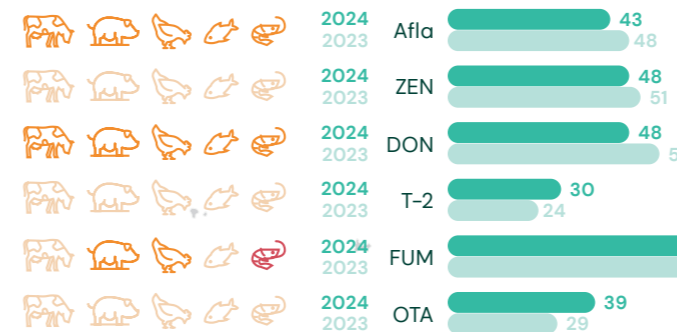 2024 Afla 43
2023 48
2024 ZEN 48
2023 51
2024 DON 48
2023
2024 T-2 30
2023 24
2024 FUM
2023
2024 OTA 39
2023 29